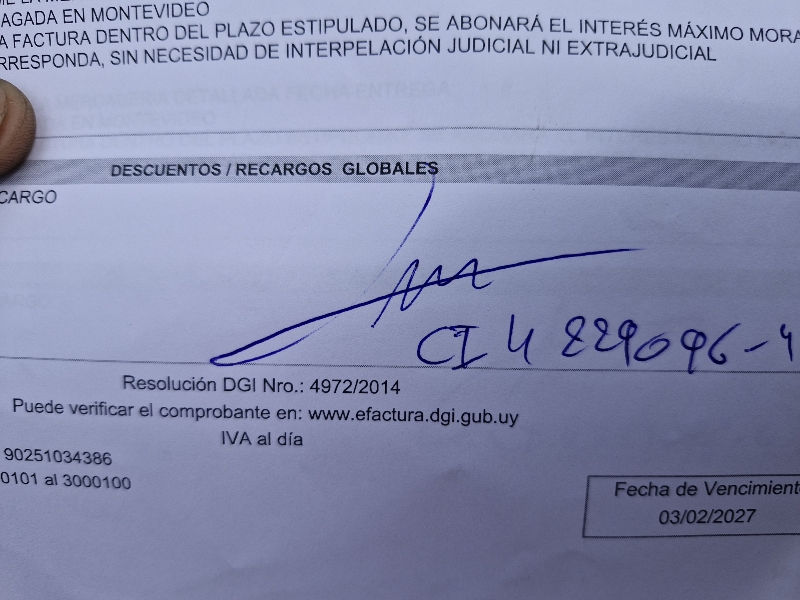 AGADA EN MONTEVIDEO
A FACTURA DENTRO DEL PLAZO ESTIPULADO, SE ABONARÁ EL INTERÉS MÁXIMO MORA
RRESPONDA, SIN NECESIDAD DE INTERPELACIÓN JUDICIAL NI EXTRAJUDICIAL
DESCUENTOS / RECARGOS GLOBALES
CARGO
CI 4 229096-4
Resolución DGI Nro.: 4972/2014
Puede verificar el comprobante en: www.efactura.dgi.gub.uy
IVA al día
90251034386
0101 al 3000100
Fecha de Vencimient
03/02/2027